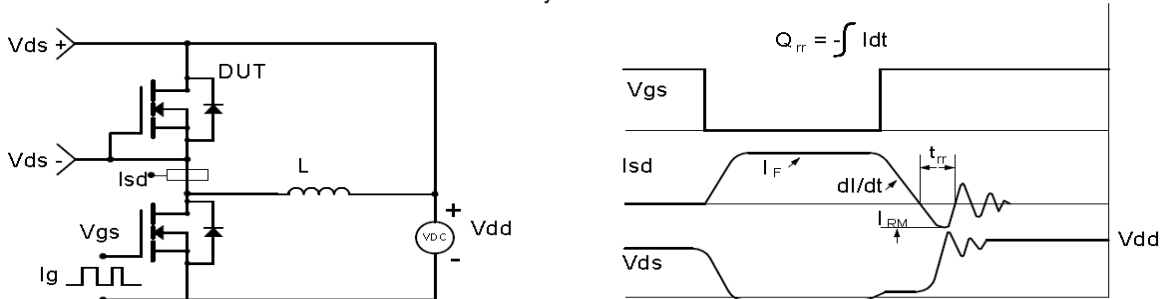 Vds +
DUT
Vds -
Isd
L
Vgs
Ig
+
VDC
-
Vdd
Q rr = -∫ Idt
Vgs
Isd
I F
dI/dt
t rr
I RM
Vds
Vdd